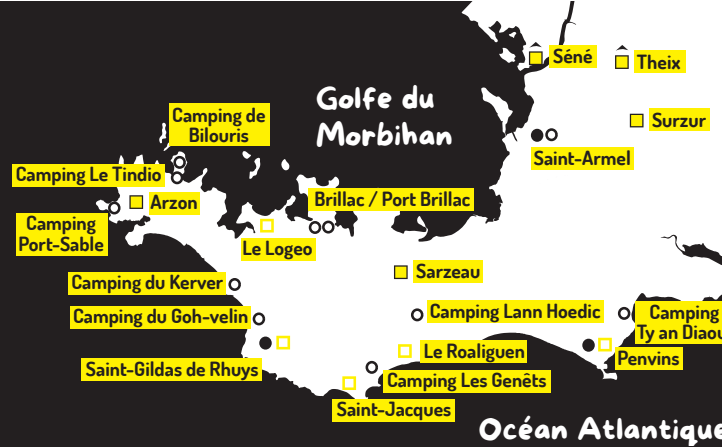 Séné
Theix
Golfe du
Morbihan
Camping de
Bilouris
Surzur
Saint-Armel
Camping Le Tindio
Arzon
Brillac / Port Brillac
Camping
Port-Sable
Le Logeo
Sarzeau
Camping du Kerver
Camping du Goh-velin
Camping Lann Hoedic
Camping
Ty an Diaou
Saint-Gildas de Rhuys
Le Roaliguen
Penvins
Camping Les Genêts
Saint-Jacques
Océan Atlantique